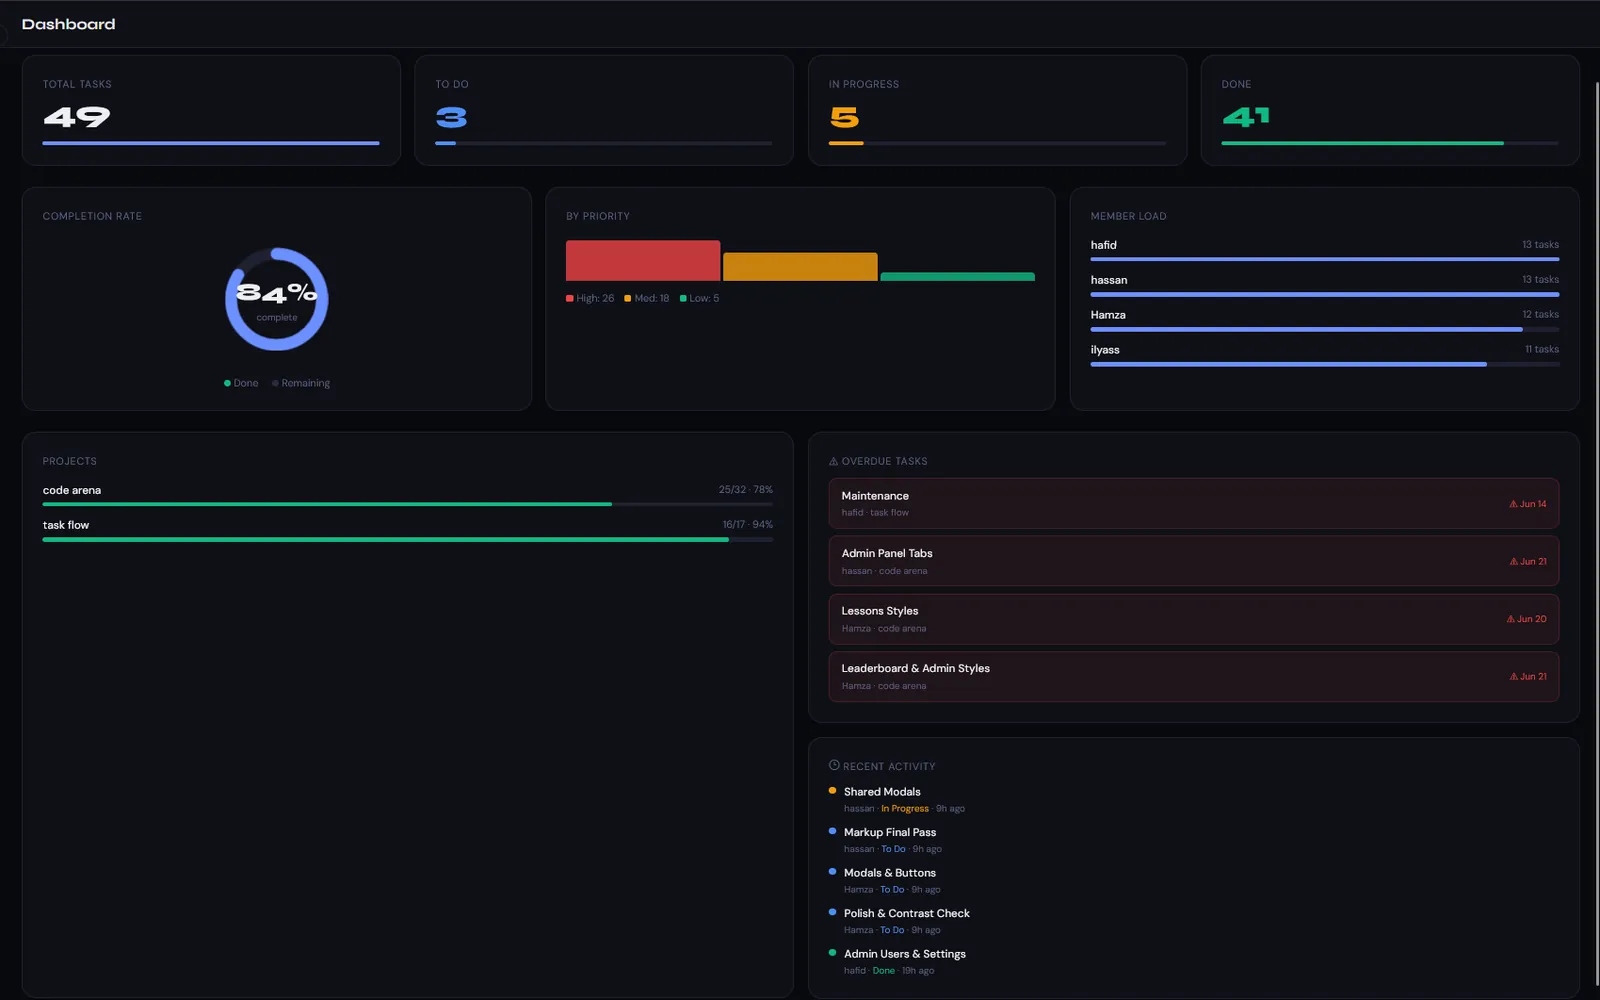 Dashboard
TOTAL TASKS
49
TO DO
3
IN PROGRESS
5
DONE
41
COMPLETION RATE
84%
complete
Done Remaining
BY PRIORITY
High: 26 Med: 18 Low: 5
MEMBER LOAD
hafid 13 tasks
hassan 13 tasks
Hamza 12 tasks
ilyass 11 tasks
PROJECTS
code arena 25/32 · 78%
task flow 16/17 · 94%
⚠ OVERDUE TASKS
Maintenance
hafid · task flow
⚠ Jun 14
Admin Panel Tabs
hassan · code arena
⚠ Jun 21
Lessons Styles
Hamza · code arena
⚠ Jun 20
Leaderboard & Admin Styles
Hamza · code arena
⚠ Jun 21
RECENT ACTIVITY
Shared Modals
hassan · In Progress · 9h ago
Markup Final Pass
hassan · To Do · 9h ago
Modals & Buttons
Hamza · To Do · 9h ago
Polish & Contrast Check
Hamza · To Do · 9h ago
Admin Users & Settings
hafid · Done · 19h ago